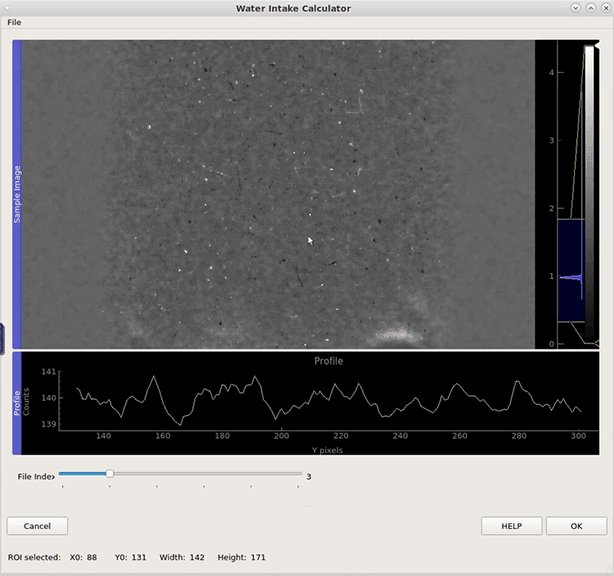 Water Intake Calculator
File
Sample Image
4
3
2
1
0
Profile
Profile
Counts
141
140
139
140 160 180 200 220 240 260 280 300
Y pixels
File Index
3
Cancel HELP OK
ROI selected: X0: 88 Y0: 131 Width: 142 Height: 171